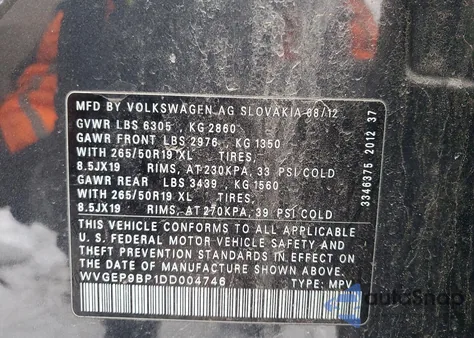 MFD BY VOLKSWAGEN AG SLOVAKIA 08/12
GVWR LBS 6305 , KG 2860
GAWR FRONT LBS 2976 , KG 1350
WITH 265/50R19 XL TIRES,
8.5JX19 RIMS, AT 230KPA, 33 PSI/COLD
GAWR REAR LBS 3439 , KG 1560
WITH 265/50R19 XL TIRES,
8.5JX19 RIMS, AT 270KPA, 39 PSI/COLD
THIS VEHICLE CONFORMS TO ALL APPLICABLE
U.S. FEDERAL MOTOR VEHICLE SAFETY AND
THEFT PREVENTION STANDARDS IN EFFECT ON
THE DATE OF MANUFACTURE SHOWN ABOVE.
WVGEP9BP1DD004746 TYPE: MPV
3346375 2012 37
autoSnap